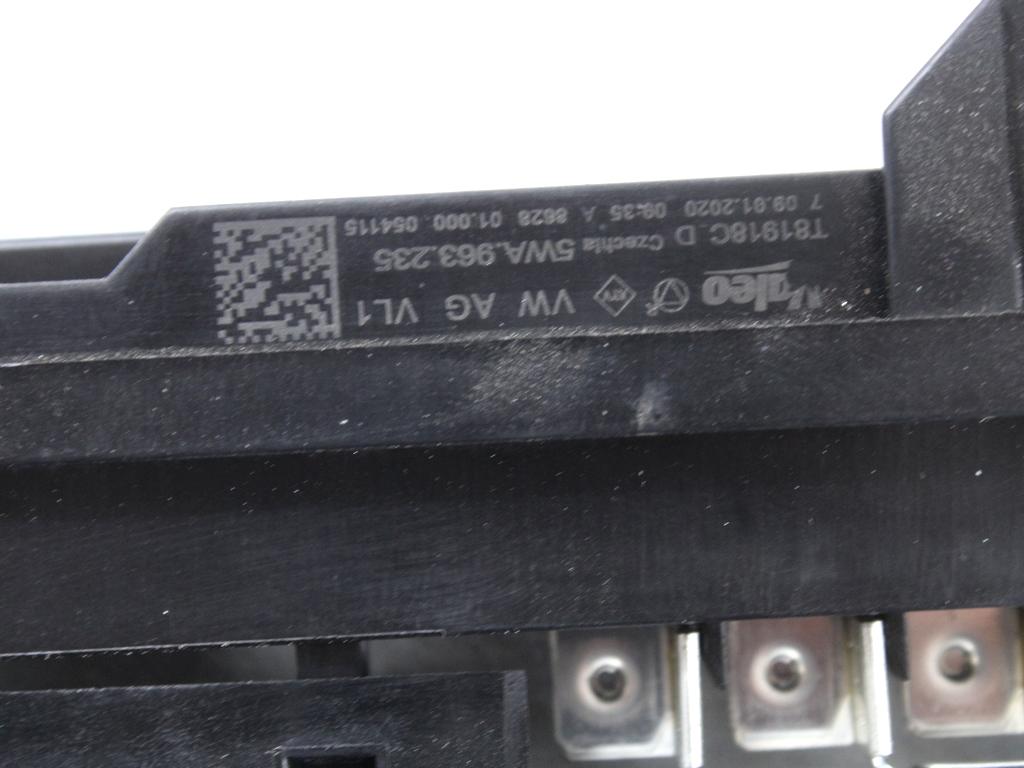 Valeo VW AG VL1
T81918C D Czechia 5WA.963.235
7 09.01.2020 09:35 A 8628 01.000 054115